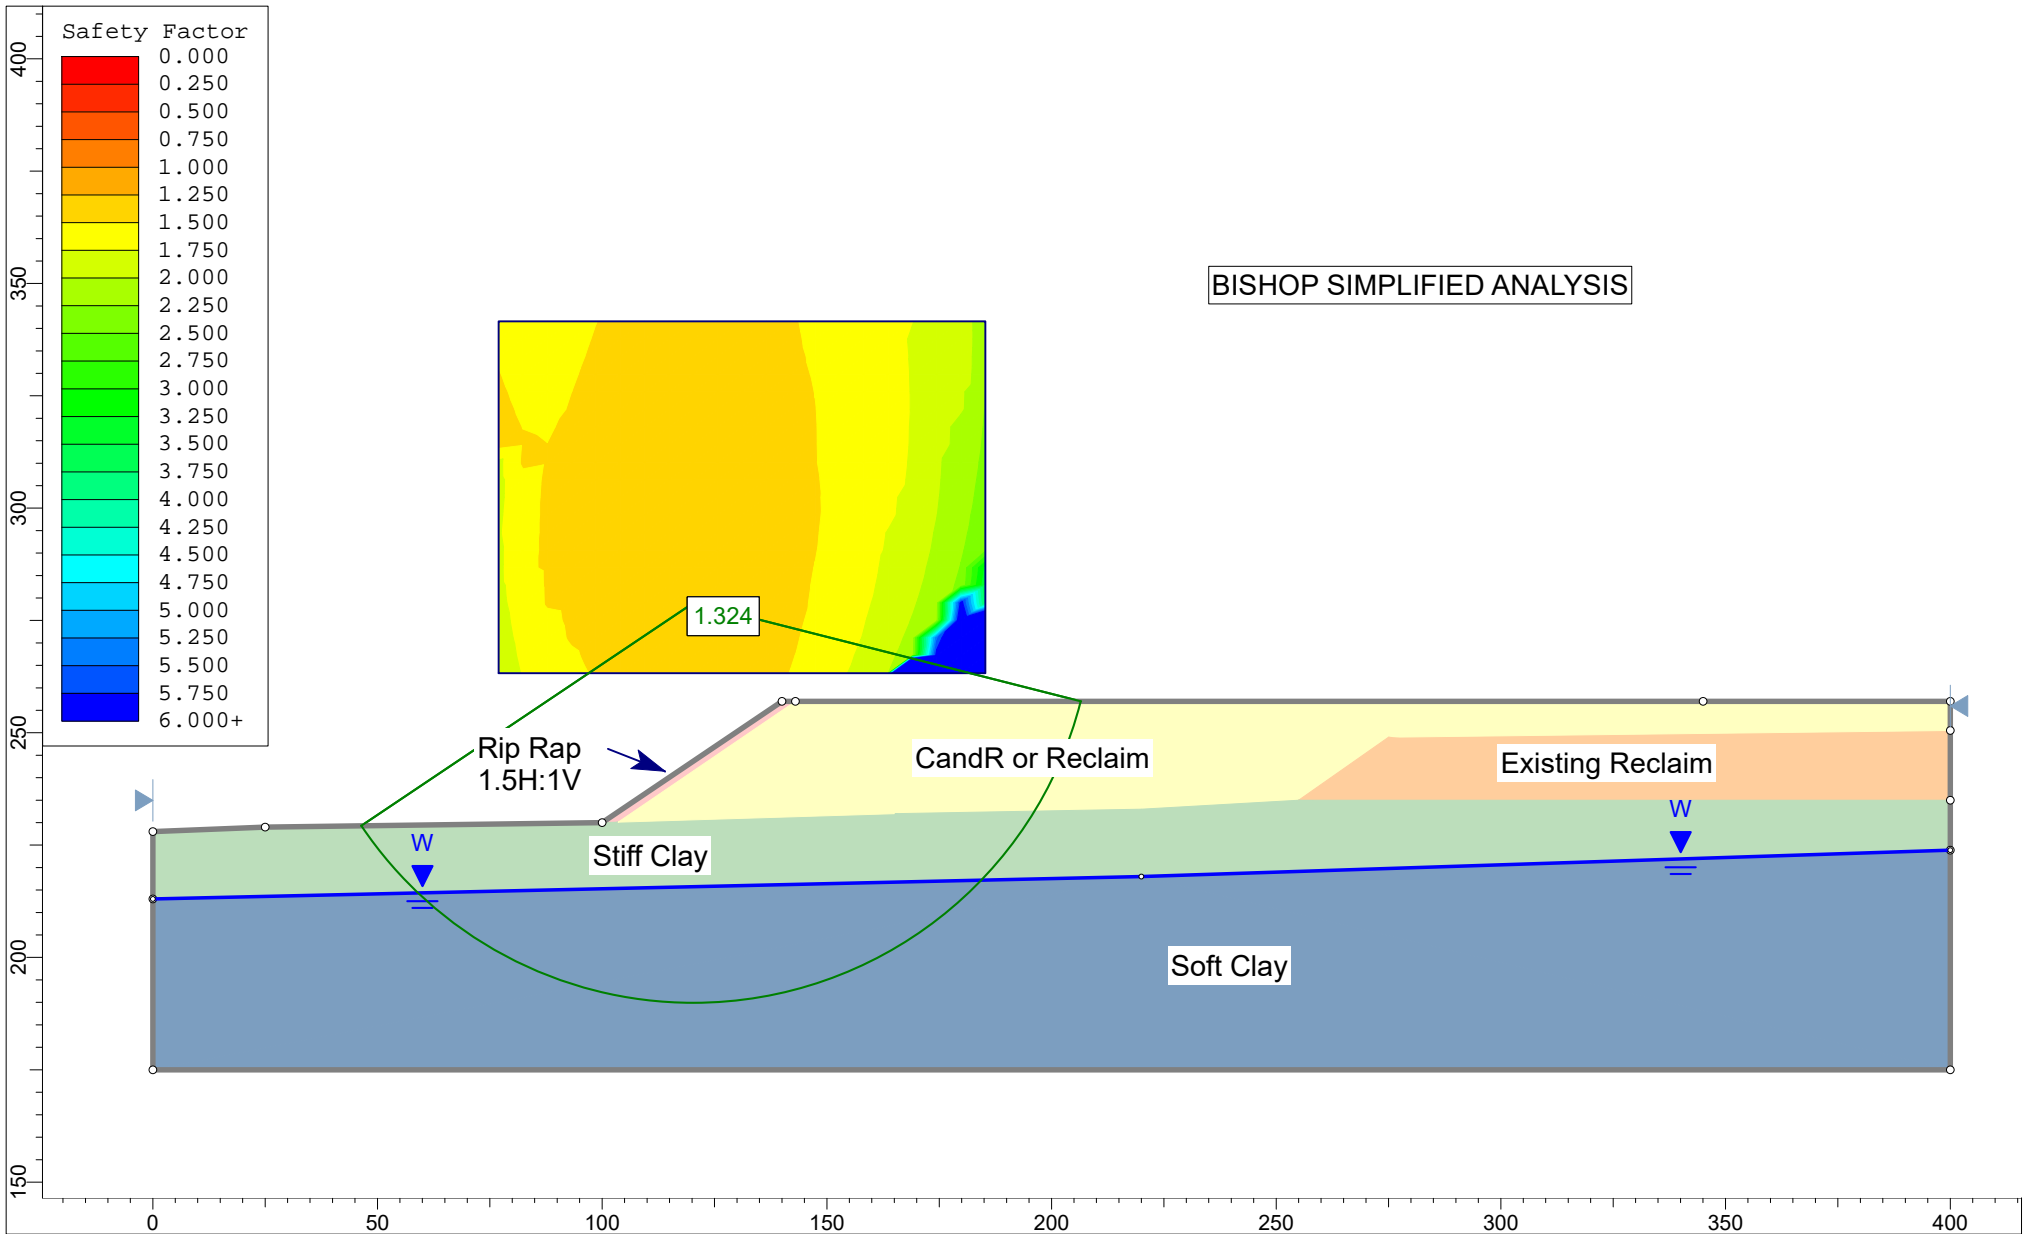 Safety Factor
0.000
0.250
0.500
0.750
1.000
1.250
1.500
1.750
2.000
2.250
2.500
2.750
3.000
3.250
3.500
3.750
4.000
4.250
4.500
4.750
5.000
5.250
5.500
5.750
6.000+
BISHOP SIMPLIFIED ANALYSIS
1.324
Rip Rap
1.5H:1V
CandR or Reclaim
Existing Reclaim
W
W
Stiff Clay
Soft Clay
400
350
300
250
200
150
0 50 100 150 200 250 300 350 400